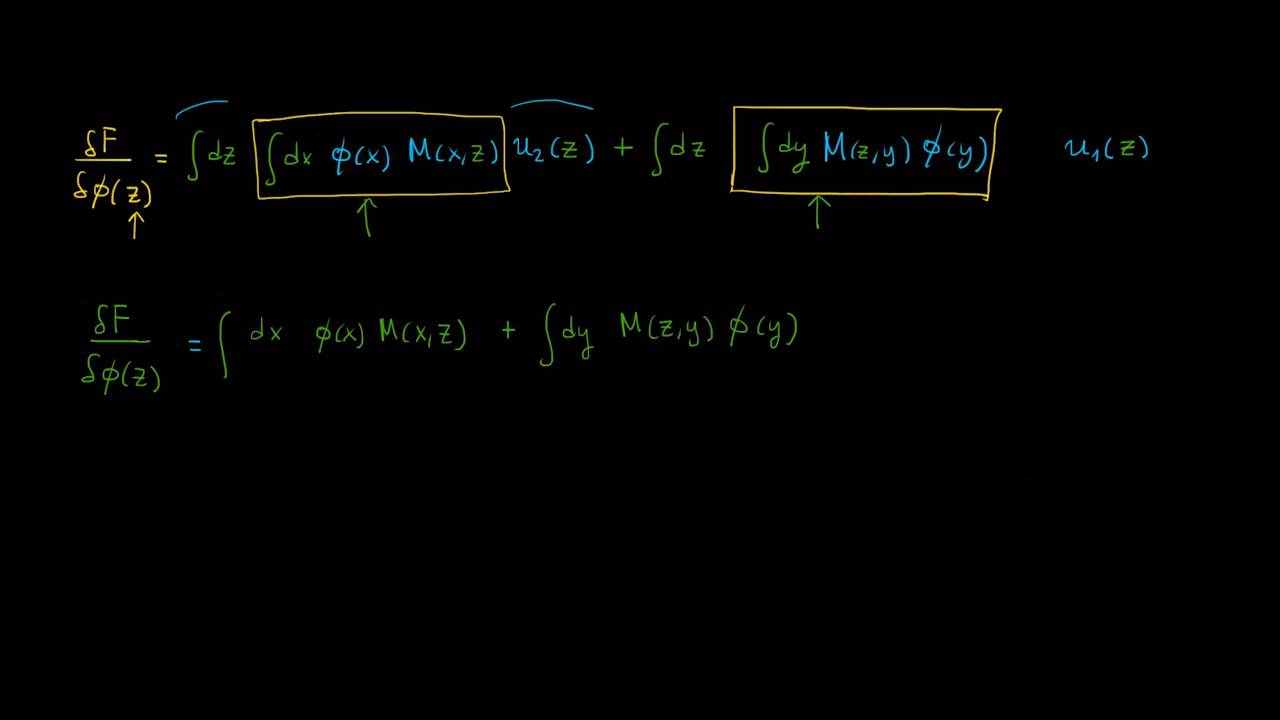 δF/δϕ(z) = ∫dz ∫dx ϕ(x) M(x,z) u₂(z) + ∫dz ∫dy M(z,y) ϕ(y) u₁(z)
δF/δϕ(z) = ∫ dx ϕ(x) M(x,z) + ∫dy M(z,y) ϕ(y)